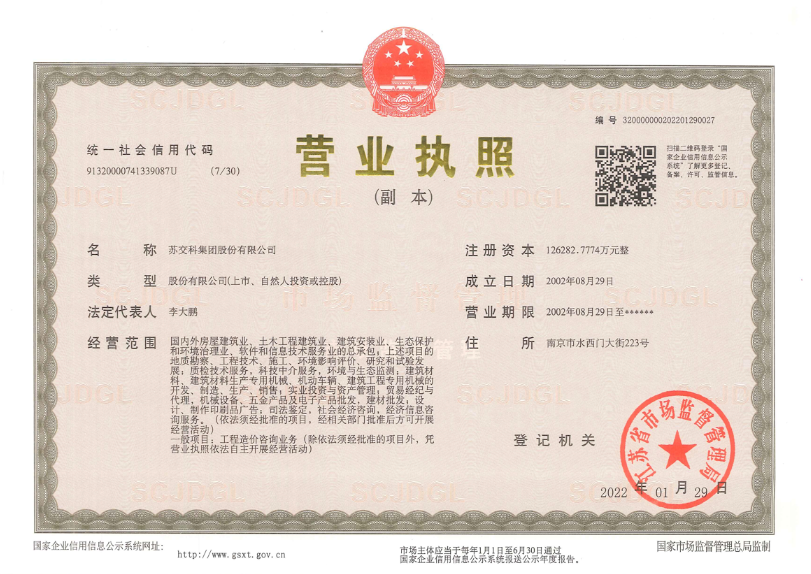 编 号 320000000202201290027
统一社会信用代码
91320000741339087U (7/30)
营业执照
(副 本)
扫描二维码登录“国
家企业信用信息公示
系统”了解更多登记、
备案、许可、监管信息。
名 称 苏交科集团股份有限公司
类 型 股份有限公司(上市、自然人投资或控股)
法定代表人 李大鹏
经营范围 国内外房屋建筑业、土木工程建筑业、建筑安装业、生态保护
和环境治理业、软件和信息技术服务业的总承包;上述项目的
地质勘察、工程技术、施工、环境影响评价、研究和试验发
展;质检技术服务,科技中介服务,环境与生态监测;建筑材
料、建筑材料生产专用机械、机动车辆、建筑工程专用机械的
开发、制造、生产、销售;实业投资与资产管理;贸易经纪与
代理,机械设备、五金产品及电子产品批发,建材批发;设
计、制作印刷品广告;司法鉴定,社会经济咨询,经济信息咨
询服务。(依法须经批准的项目,经相关部门批准后方可开展
经营活动)
一般项目:工程造价咨询业务(除依法须经批准的项目外,凭
营业执照依法自主开展经营活动)
注册资本 126282.7774万元整
成立日期 2002年08月29日
营业期限 2002年08月29日至******
住 所 南京市水西门大街223号
登记机关
江苏省市场监督管理局
2022 年 01 月 29 日
国家企业信用信息公示系统网址:
http://www.gsxt.gov.cn
市场主体应当于每年1月1日至6月30日通过
国家企业信用信息公示系统报送公示年度报告。
国家市场监督管理总局监制
SCJDGL
市场监督管理